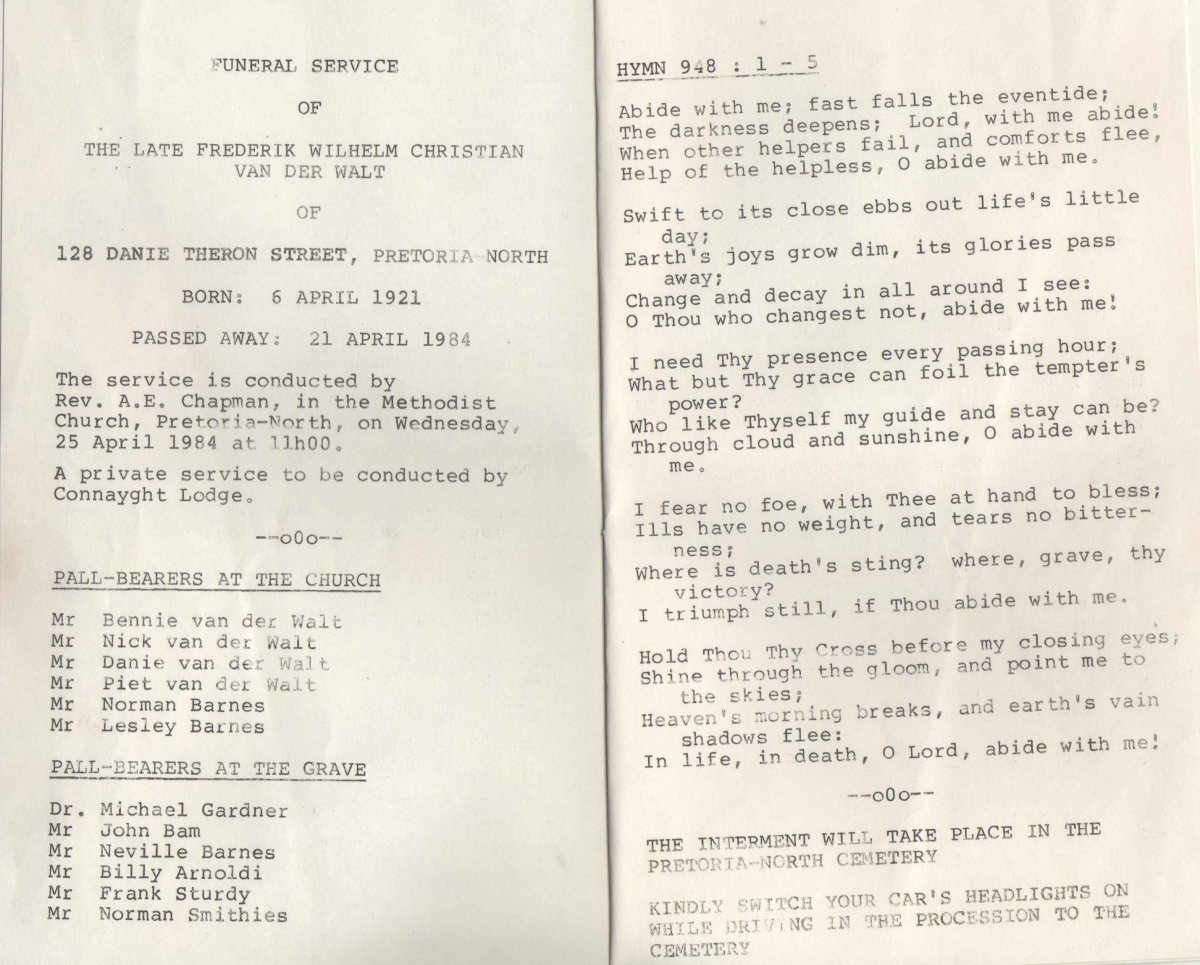 FUNERAL SERVICE
OF
THE LATE FREDERIK WILHELM CHRISTIAN
VAN DER WALT
OF
128 DANIE THERON STREET, PRETORIA-NORTH
BORN: 6 APRIL 1921
PASSED AWAY: 21 APRIL 1984
The service is conducted by
Rev. A.E. Chapman, in the Methodist
Church, Pretoria-North, on Wednesday,
25 April 1984 at 11h00.
A private service to be conducted by
Connayght Lodge.
--o0o--
PALL-BEARERS AT THE CHURCH
Mr Bennie van der Walt
Mr Nick van der Walt
Mr Danie van der Walt
Mr Piet van der Walt
Mr Norman Barnes
Mr Lesley Barnes
PALL-BEARERS AT THE GRAVE
Dr. Michael Gardner
Mr John Bam
Mr Neville Barnes
Mr Billy Arnoldi
Mr Frank Sturdy
Mr Norman Smithies
HYMN 948 : 1 - 5
Abide with me; fast falls the eventide;
The darkness deepens; Lord, with me abide!
When other helpers fail, and comforts flee,
Help of the helpless, O abide with me.
Swift to its close ebbs out life's little
day;
Earth's joys grow dim, its glories pass
away;
Change and decay in all around I see:
O Thou who changest not, abide with me!
I need Thy presence every passing hour;
What but Thy grace can foil the tempter's
power?
Who like Thyself my guide and stay can be?
Through cloud and sunshine, O abide with
me.
I fear no foe, with Thee at hand to bless;
Ills have no weight, and tears no bitter-
ness;
Where is death's sting? where, grave, thy
victory?
I triumph still, if Thou abide with me.
Hold Thou Thy Cross before my closing eyes;
Shine through the gloom, and point me to
the skies;
Heaven's morning breaks, and earth's vain
shadows flee:
In life, in death, O Lord, abide with me!
--o0o--
THE INTERMENT WILL TAKE PLACE IN THE
PRETORIA-NORTH CEMETERY
KINDLY SWITCH YOUR CAR'S HEADLIGHTS ON
WHILE DRIVING IN THE PROCESSION TO THE
CEMETERY